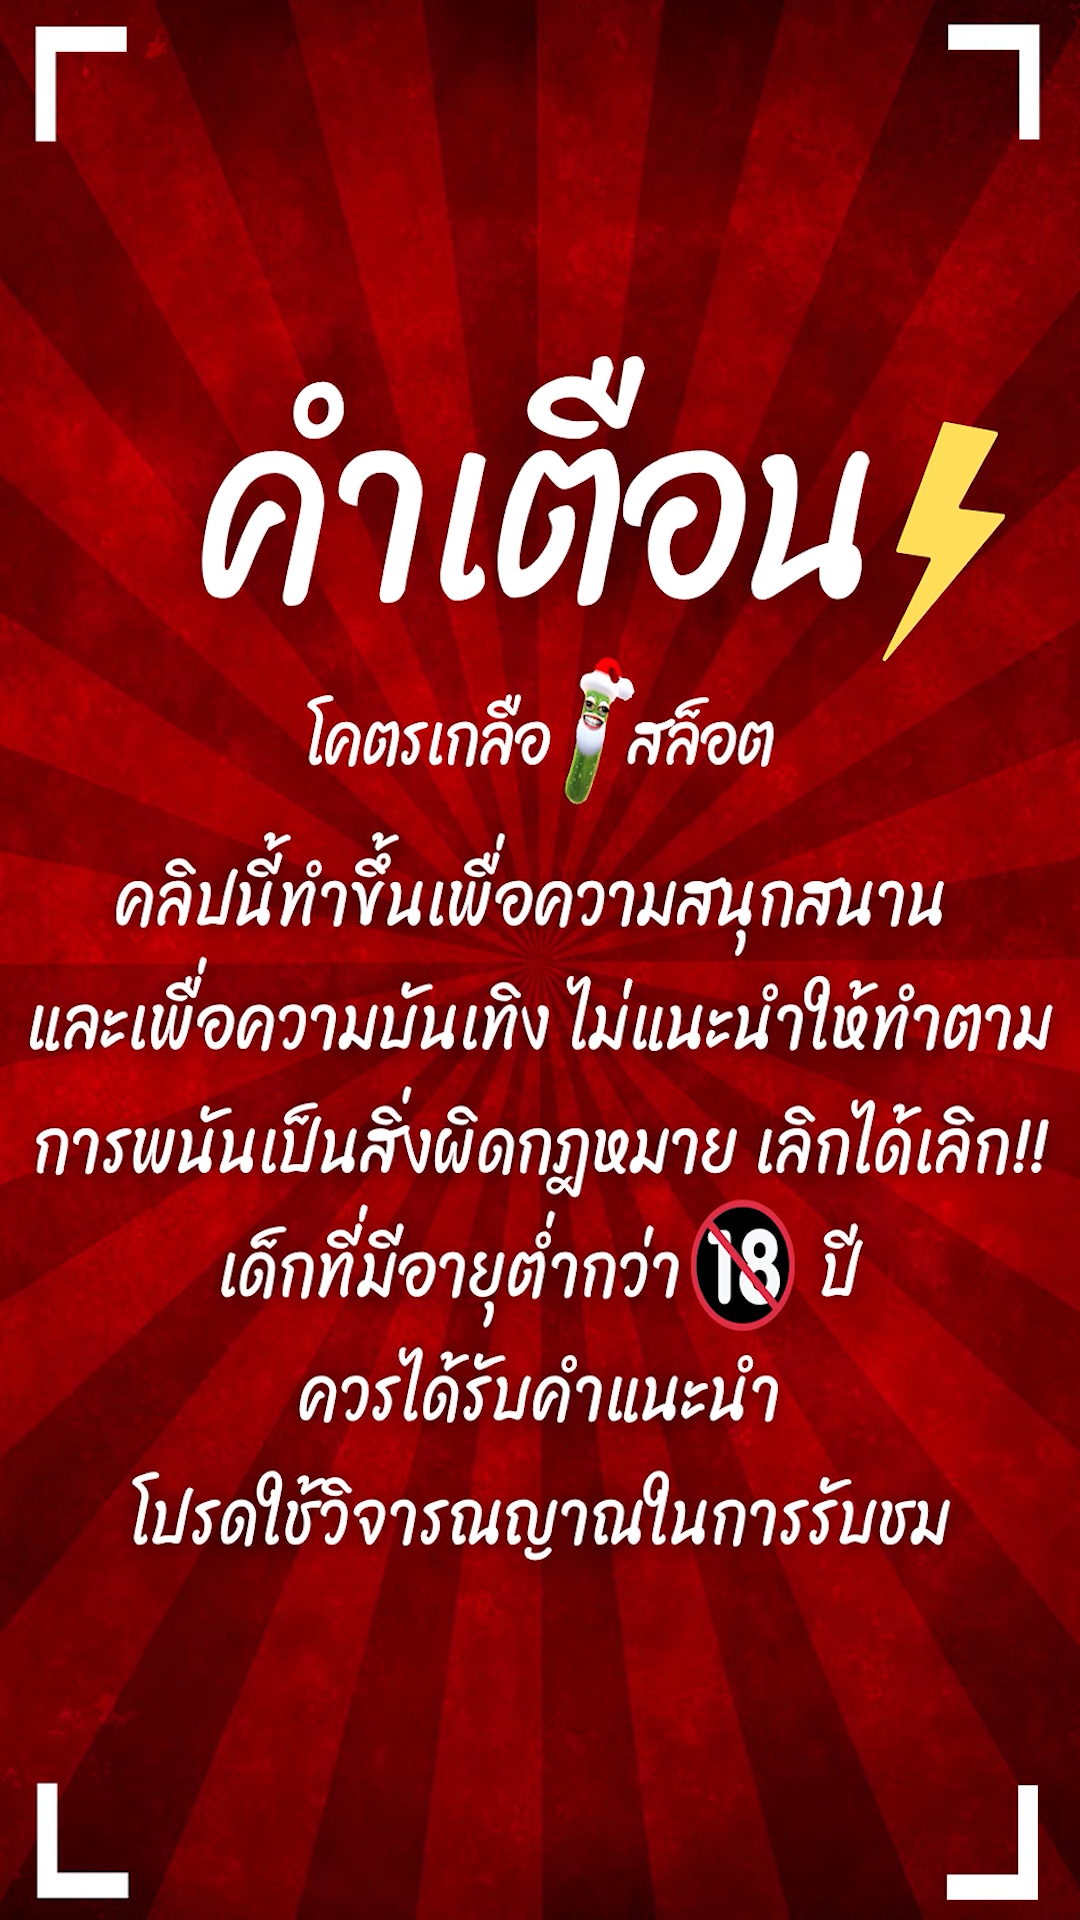 คำเตือน
โคตรเกลือ สล็อต
คลิปนี้ทำขึ้นเพื่อความสนุกสนาน
และเพื่อความบันเทิง ไม่แนะนำให้ทำตาม
การพนันเป็นสิ่งผิดกฎหมาย เลิกได้เลิก!!
เด็กที่มีอายุต่ำกว่า 18 ปี
ควรได้รับคำแนะนำ
โปรดใช้วิจารณญาณในการรับชม